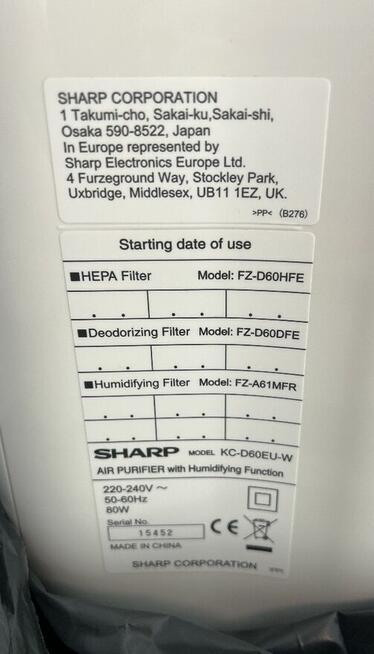 SHARP CORPORATION
1 Takumi-cho, Sakai-ku,Sakai-shi,
Osaka 590-8522, Japan
In Europe represented by
Sharp Electronics Europe Ltd.
4 Furzeground Way, Stockley Park,
Uxbridge, Middlesex, UB11 1EZ, UK.
>PP< (B276)
Starting date of use
■HEPA Filter Model: FZ-D60HFE
. . . . . .
■Deodorizing Filter Model: FZ-D60DFE
. . . . . .
■Humidifying Filter Model: FZ-A61MFR
. . . . . .
. . . . . .
SHARP MODEL KC-D60EU-W
AIR PURIFIER with Humidifying Function
220-240V ~
50-60Hz
80W
Serial No.
15452
CE
MADE IN CHINA
SHARP CORPORATION >PP<